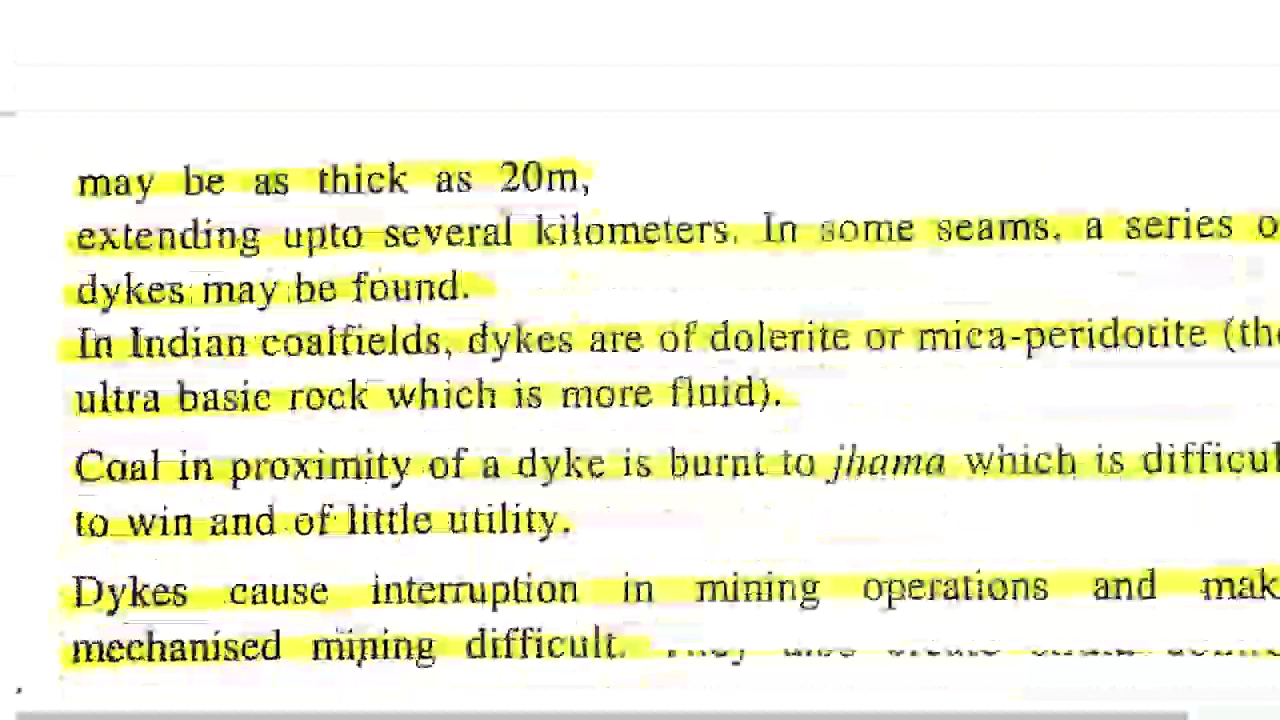 may be as thick as 20m,
extending upto several kilometers. In some seams, a series o
dykes may be found.
In Indian coalfields, dykes are of dolerite or mica-peridotite (the
ultra basic rock which is more fluid).
Coal in proximity of a dyke is burnt to jhama which is difficul
to win and of little utility.
Dykes cause interruption in mining operations and mak
mechanised mining difficult.